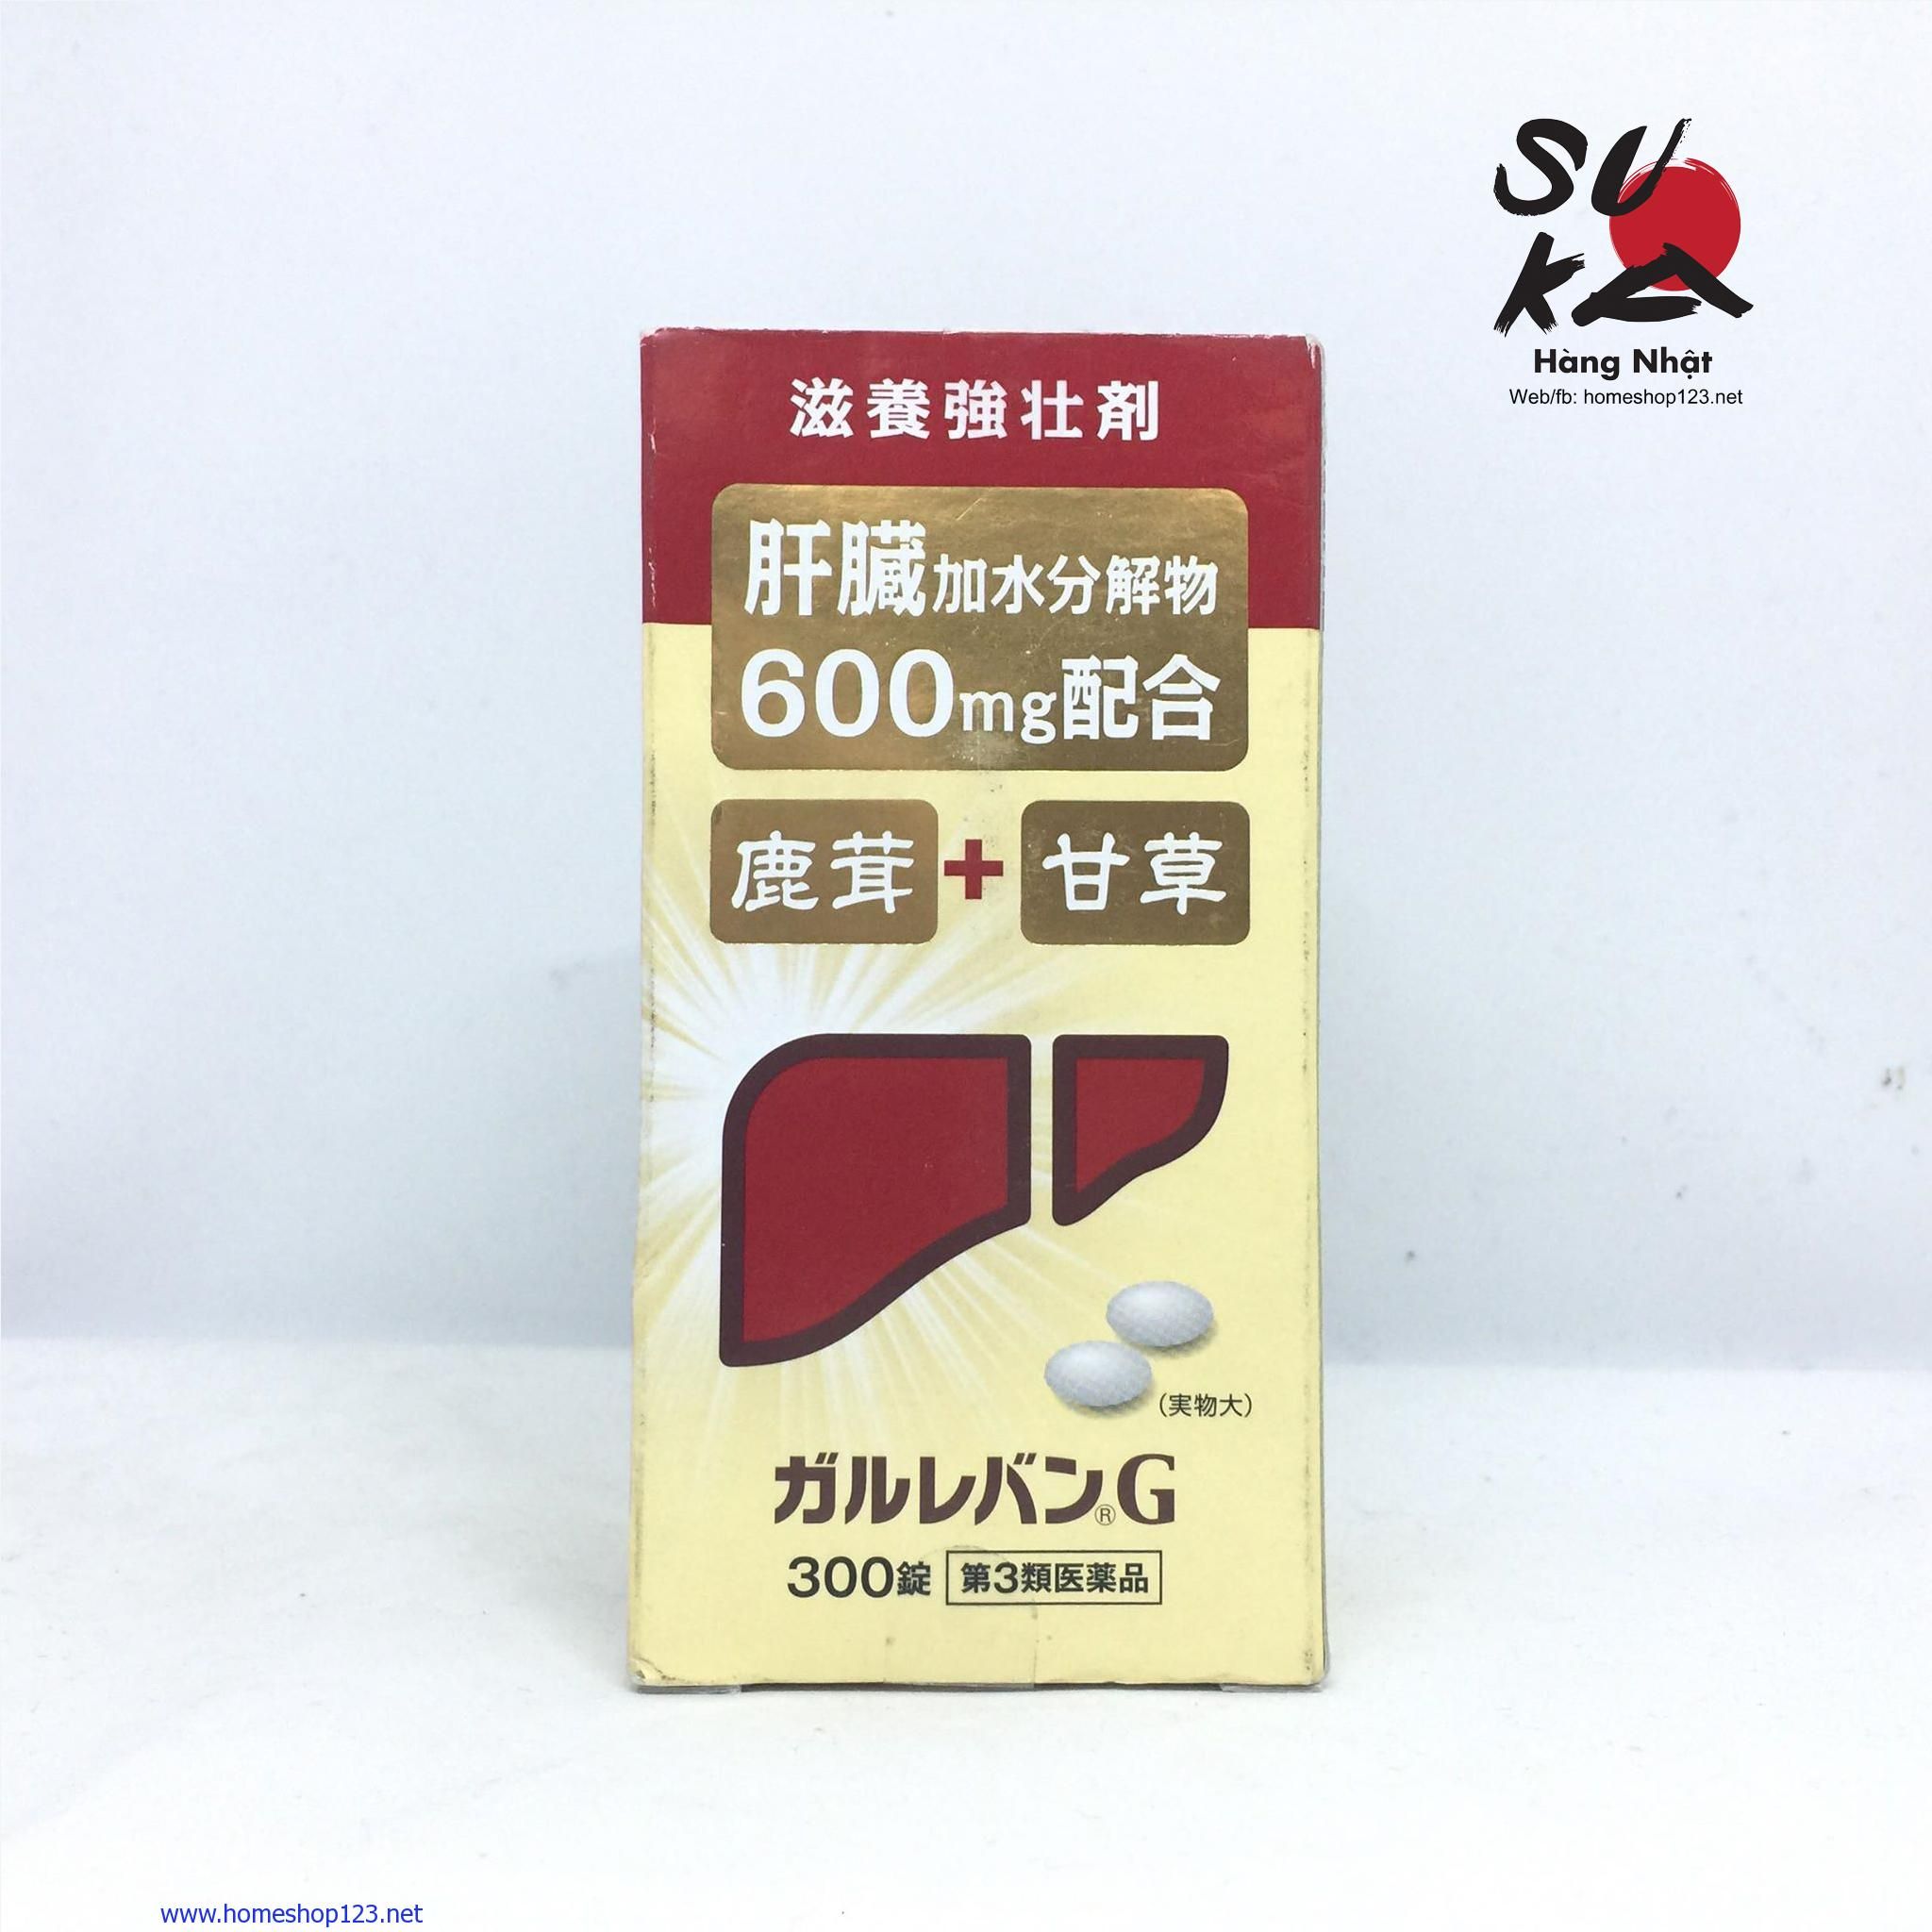 SU
KA
Hàng Nhật
Web/fb: homeshop123.net
滋養強壮剤
肝臓加水分解物
600mg配合
鹿茸+甘草
(実物大)
ガルレバン®G
300錠 第3類医薬品
www.homeshop123.net